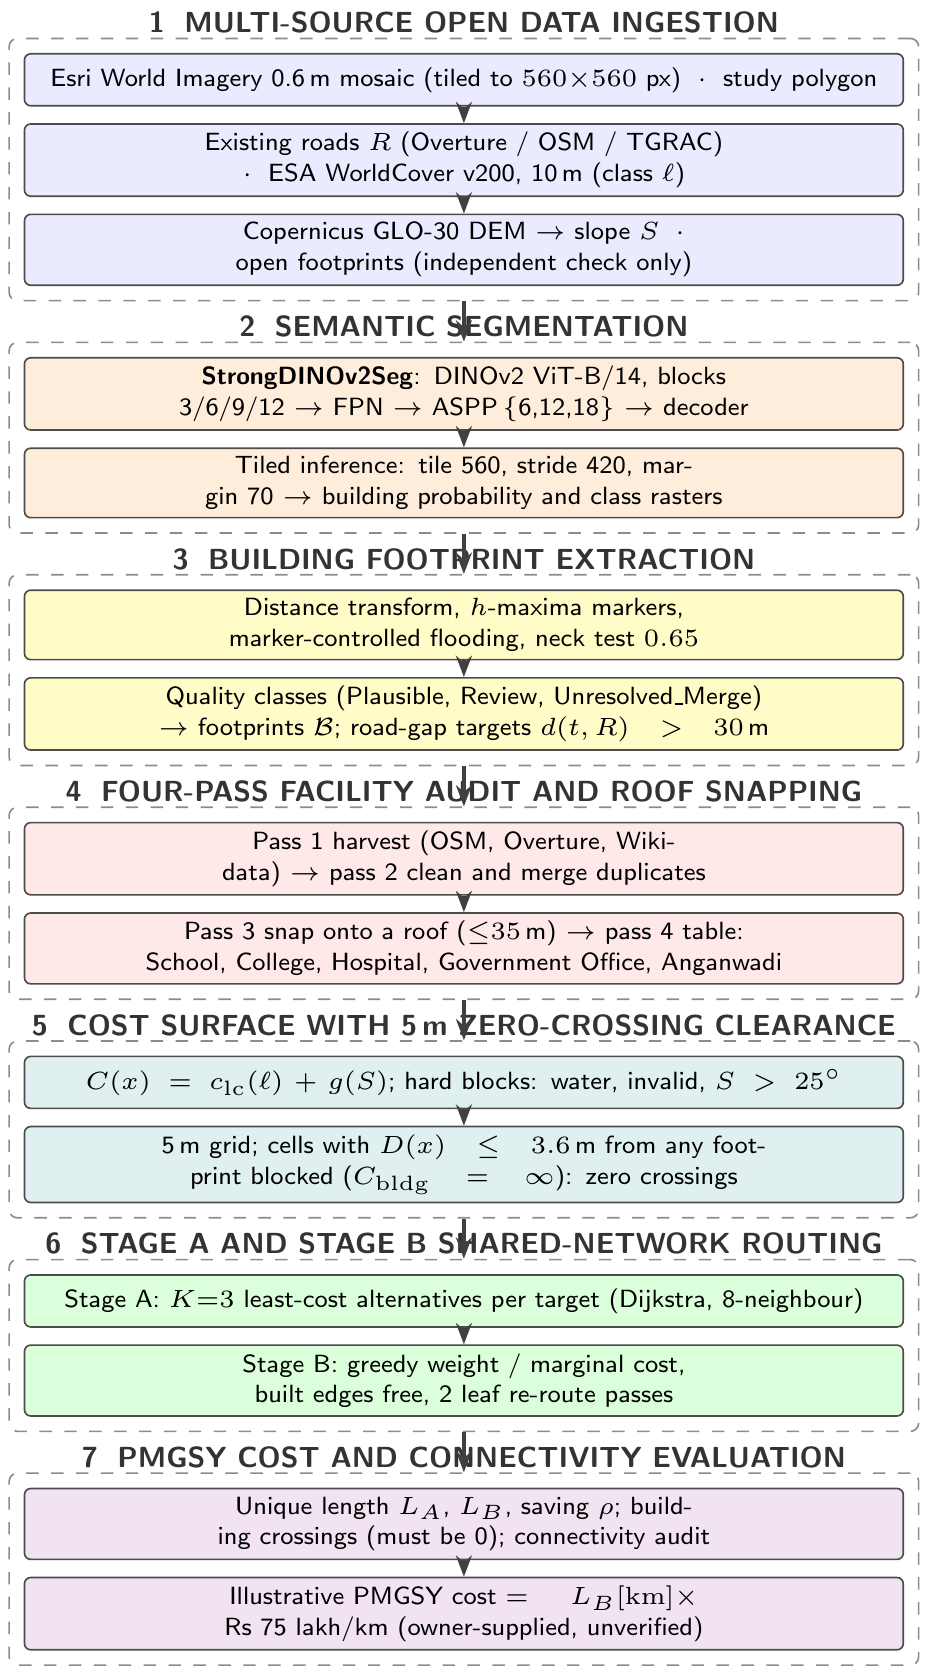 1 MULTI-SOURCE OPEN DATA INGESTION
Esri World Imagery 0.6 m mosaic (tiled to 560×560 px) · study polygon
Existing roads R (Overture / OSM / TGRAC)
· ESA WorldCover v200, 10 m (class ℓ)
Copernicus GLO-30 DEM → slope S ·
open footprints (independent check only)
2 SEMANTIC SEGMENTATION
StrongDINOv2Seg: DINOv2 ViT-B/14, blocks
3/6/9/12 → FPN → ASPP {6,12,18} → decoder
Tiled inference: tile 560, stride 420, mar-
gin 70 → building probability and class rasters
3 BUILDING FOOTPRINT EXTRACTION
Distance transform, h-maxima markers,
marker-controlled flooding, neck test 0.65
Quality classes (Plausible, Review, Unresolved_Merge)
→ footprints ℬ; road-gap targets d(t, R) > 30 m
4 FOUR-PASS FACILITY AUDIT AND ROOF SNAPPING
Pass 1 harvest (OSM, Overture, Wiki-
data) → pass 2 clean and merge duplicates
Pass 3 snap onto a roof (≤35 m) → pass 4 table:
School, College, Hospital, Government Office, Anganwadi
5 COST SURFACE WITH 5 m ZERO-CROSSING CLEARANCE
C(x) = c_lc(ℓ) + g(S); hard blocks: water, invalid, S > 25°
5 m grid; cells with D(x) ≤ 3.6 m from any foot-
print blocked (C_bldg = ∞): zero crossings
6 STAGE A AND STAGE B SHARED-NETWORK ROUTING
Stage A: K=3 least-cost alternatives per target (Dijkstra, 8-neighbour)
Stage B: greedy weight / marginal cost,
built edges free, 2 leaf re-route passes
7 PMGSY COST AND CONNECTIVITY EVALUATION
Unique length L_A, L_B, saving ρ; build-
ing crossings (must be 0); connectivity audit
Illustrative PMGSY cost = L_B[km]×
Rs 75 lakh/km (owner-supplied, unverified)